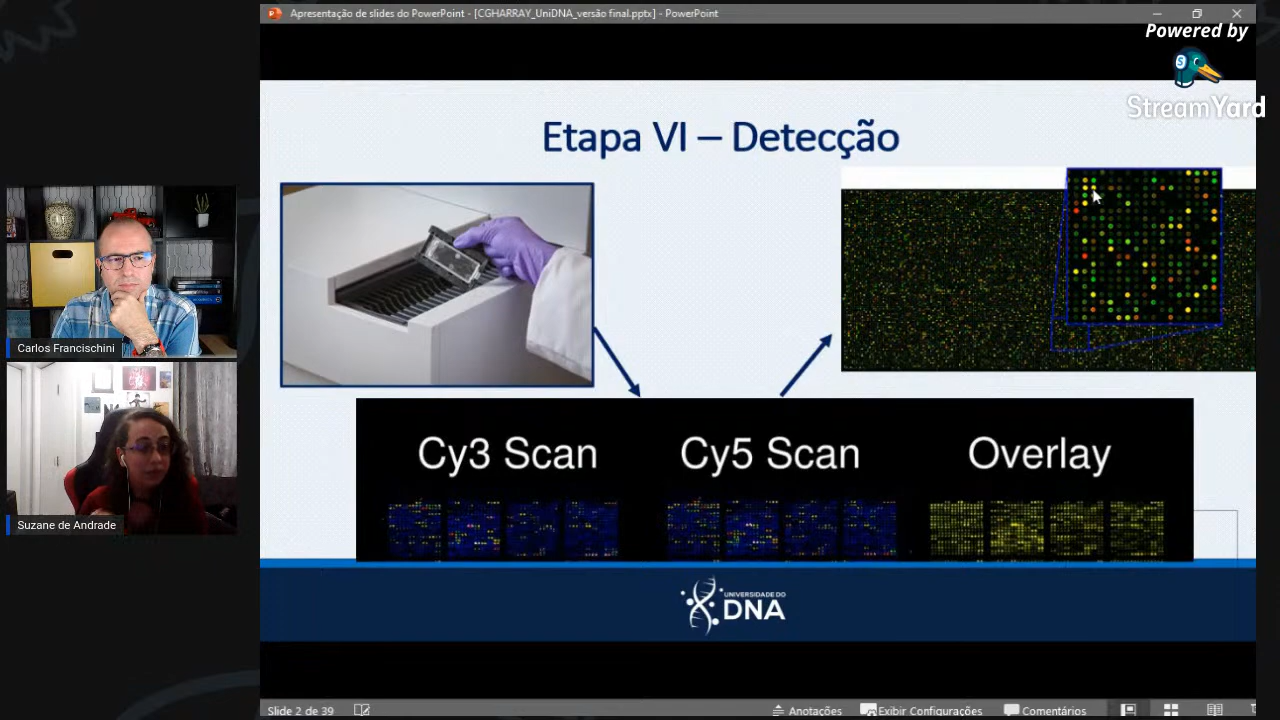 Apresentação de slides do PowerPoint - [CGHARRAY_UniDNA_versão final.pptx] - PowerPoint
Powered by
StreamYard
Etapa VI – Detecção
Carlos Francischini
Suzane de Andrade
Cy3 Scan
Cy5 Scan
Overlay
UNIVERSIDADE DO
DNA
Slide 2 de 39
Anotações
Exibir Configurações
Comentários